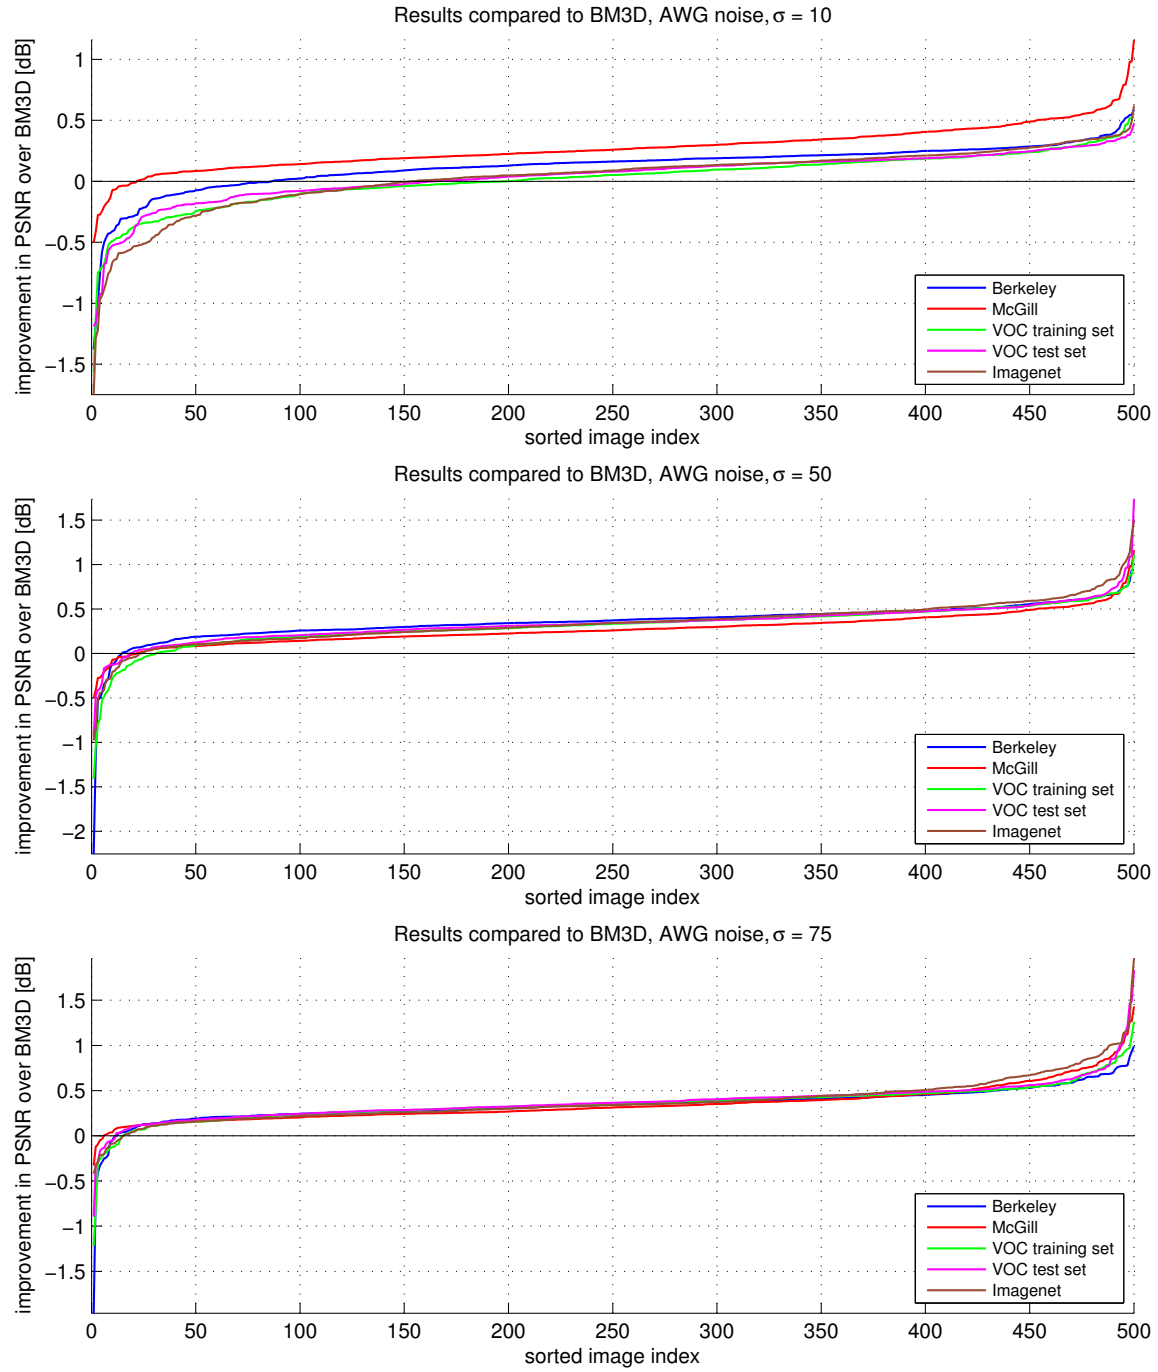 Results compared to BM3D, AWG noise, σ = 10
improvement in PSNR over BM3D [dB]
1
0.5
0
−0.5
−1
−1.5
0 50 100 150 200 250 300 350 400 450 500
sorted image index
Berkeley
McGill
VOC training set
VOC test set
Imagenet
Results compared to BM3D, AWG noise, σ = 50
improvement in PSNR over BM3D [dB]
1.5
1
0.5
0
−0.5
−1
−1.5
−2
0 50 100 150 200 250 300 350 400 450 500
sorted image index
Berkeley
McGill
VOC training set
VOC test set
Imagenet
Results compared to BM3D, AWG noise, σ = 75
improvement in PSNR over BM3D [dB]
1.5
1
0.5
0
−0.5
−1
−1.5
0 50 100 150 200 250 300 350 400 450 500
sorted image index
Berkeley
McGill
VOC training set
VOC test set
Imagenet